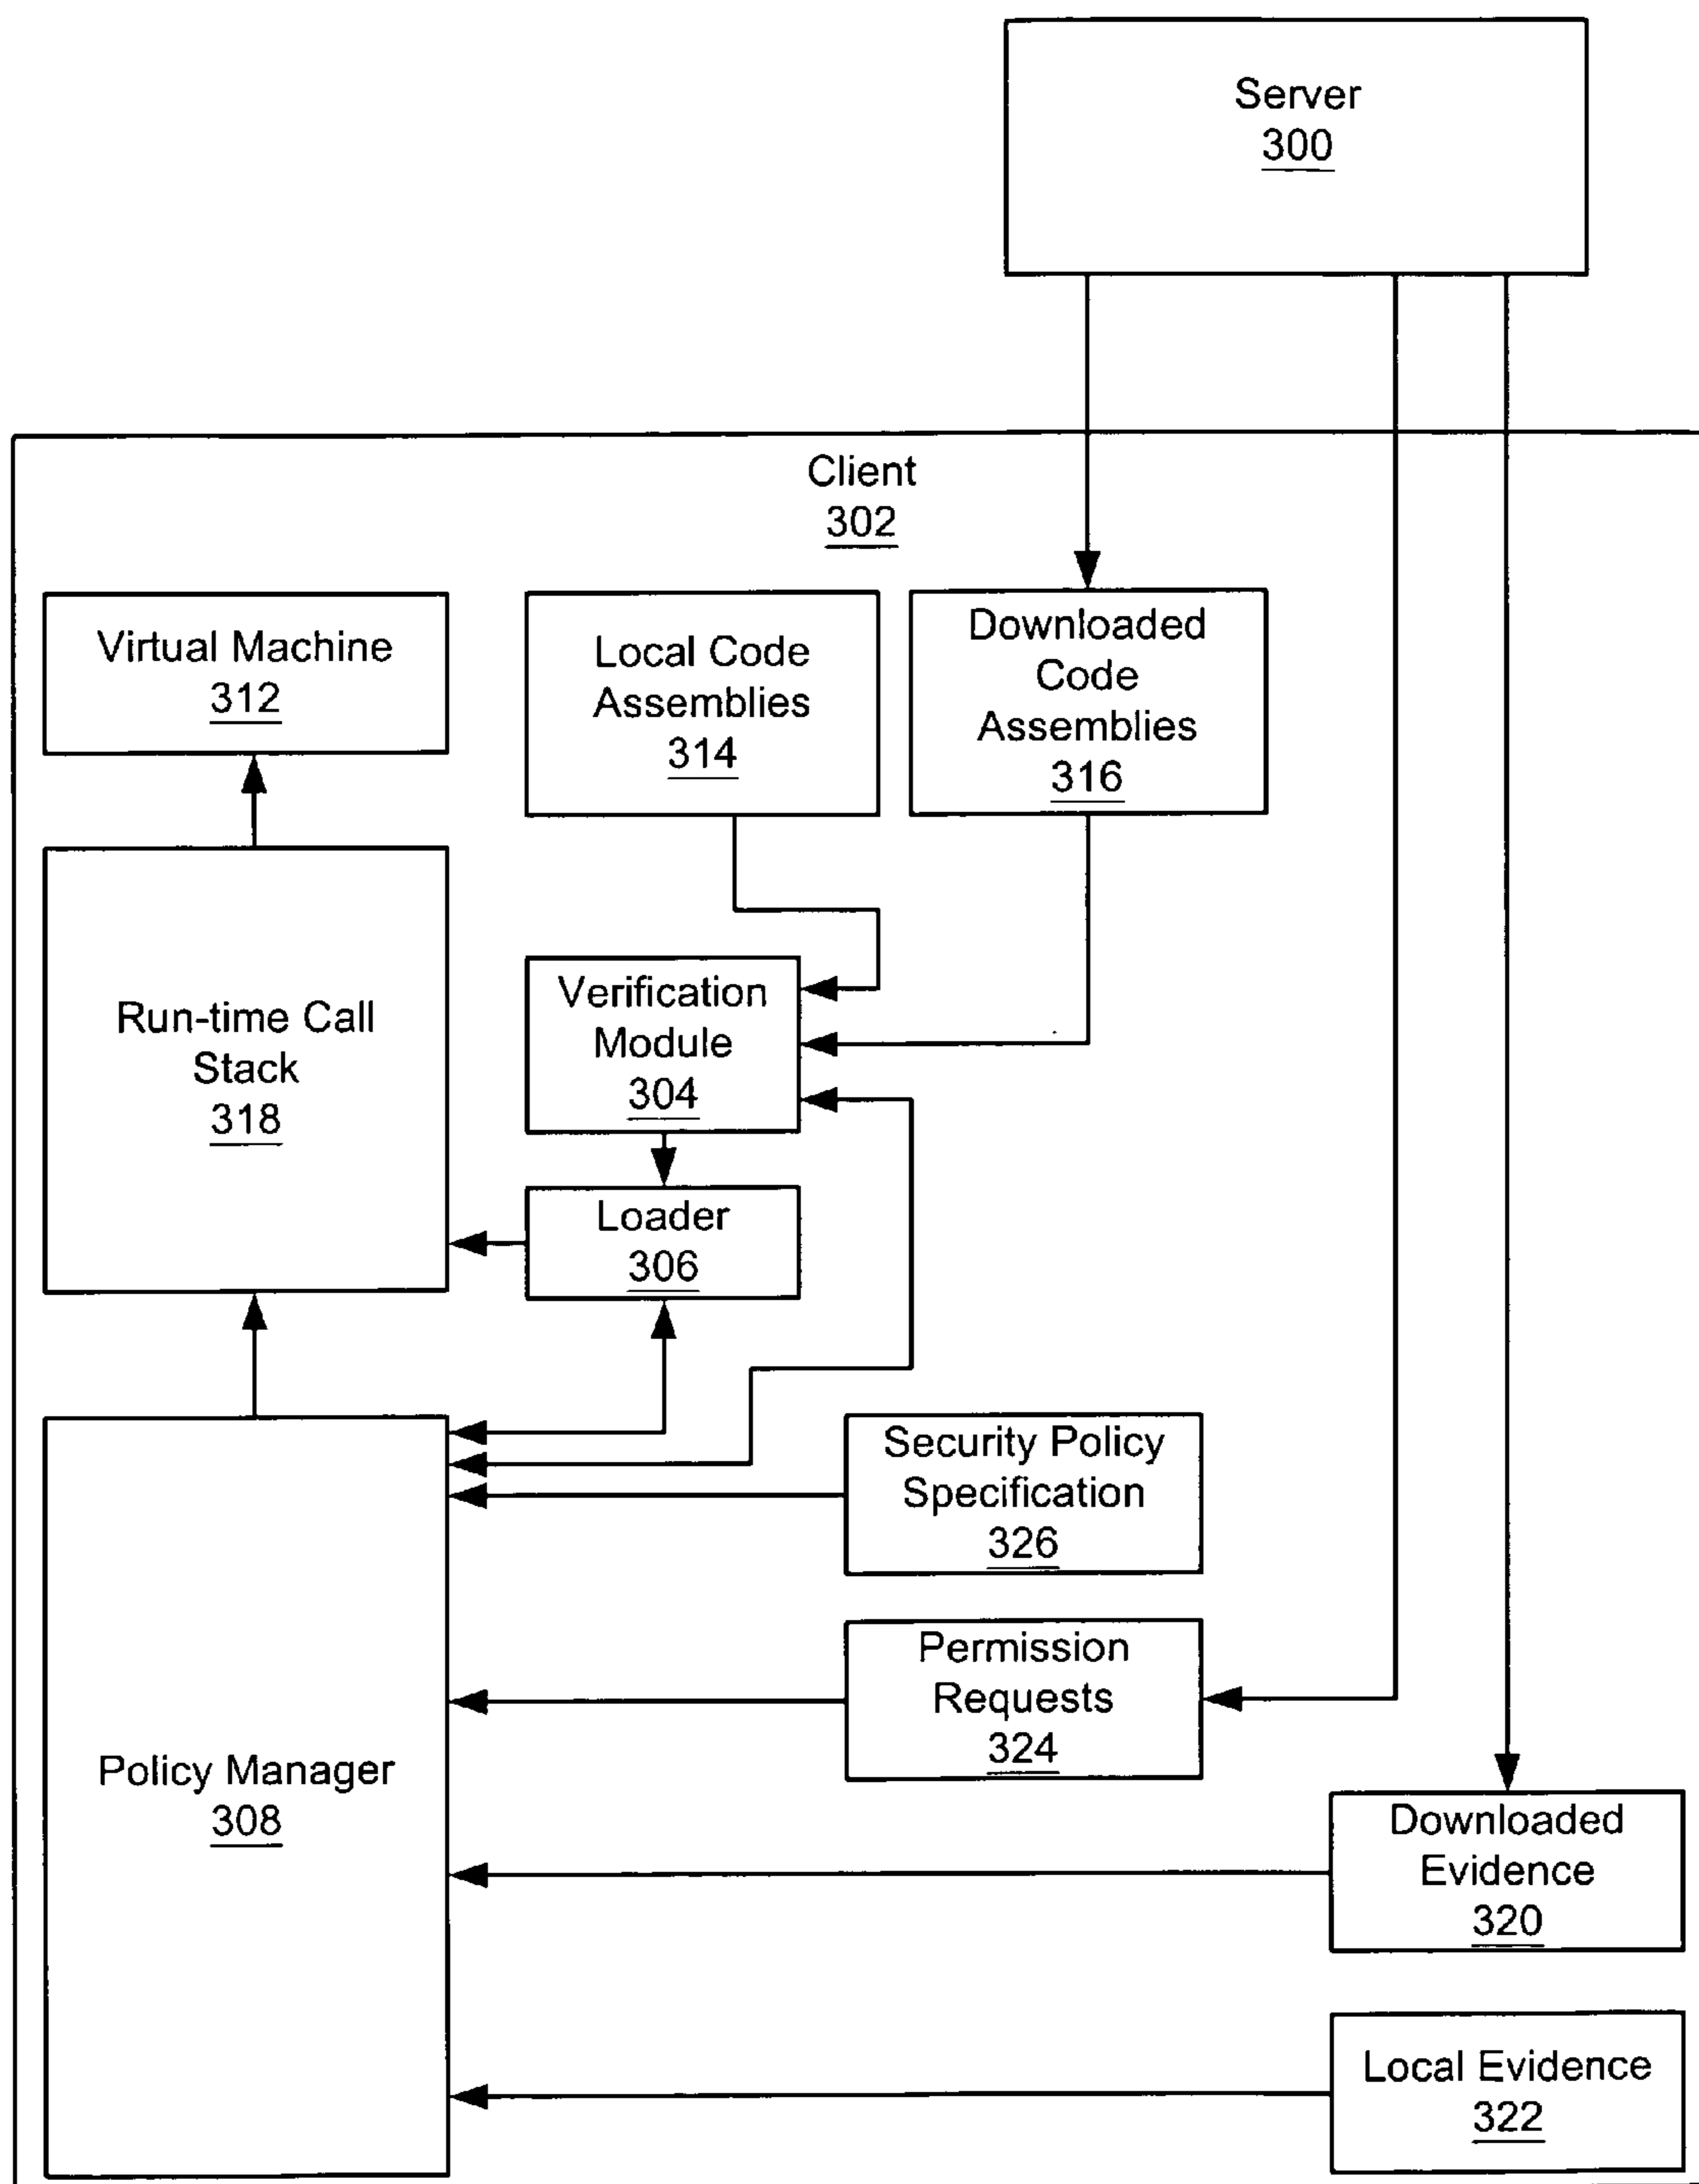 Server
300
Client
302
Virtual Machine
312
Local Code
Assemblies
314
Downloaded
Code
Assemblies
316
Run-time Call
Stack
318
Verification
Module
304
Loader
306
Security Policy
Specification
326
Permission
Requests
324
Policy Manager
308
Downloaded
Evidence
320
Local Evidence
322